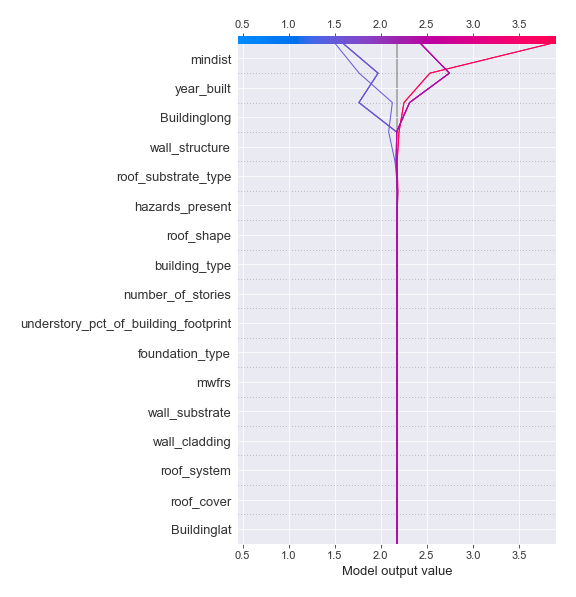 0.5 1.0 1.5 2.0 2.5 3.0 3.5
mindist
year_built
Buildinglong
wall_structure
roof_substrate_type
hazards_present
roof_shape
building_type
number_of_stories
understory_pct_of_building_footprint
foundation_type
mwfrs
wall_substrate
wall_cladding
roof_system
roof_cover
Buildinglat
0.5 1.0 1.5 2.0 2.5 3.0 3.5
Model output value